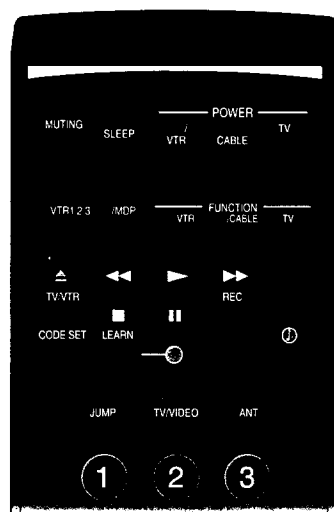 POWER
MUTING SLEEP / VTR CABLE TV
VTR1 2 3 /MDP FUNCTION
VTR /CABLE TV
TV/VTR REC
CODE SET LEARN
JUMP TV/VIDEO ANT
1 2 3